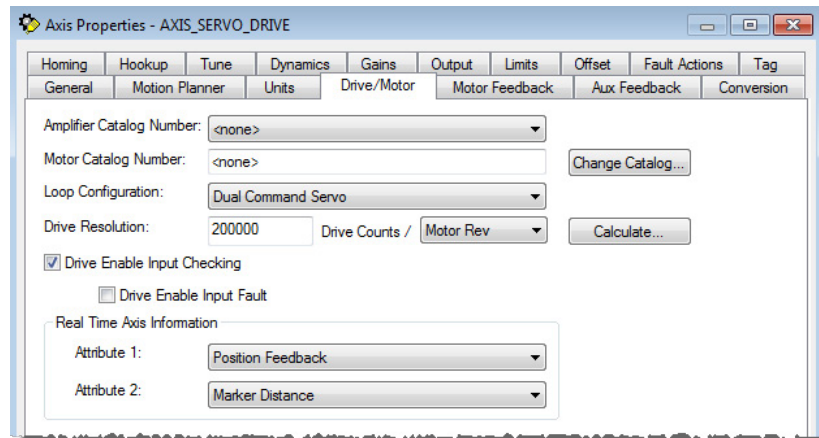 Axis Properties - AXIS_SERVO_DRIVE
Homing Hookup Tune Dynamics Gains Output Limits Offset Fault Actions Tag
General Motion Planner Units Drive/Motor Motor Feedback Aux Feedback Conversion
Amplifier Catalog Number: <none>
Motor Catalog Number: <none> Change Catalog...
Loop Configuration: Dual Command Servo
Drive Resolution: 200000 Drive Counts / Motor Rev Calculate...
Drive Enable Input Checking
Drive Enable Input Fault
Real Time Axis Information
Attribute 1: Position Feedback
Attribute 2: Marker Distance